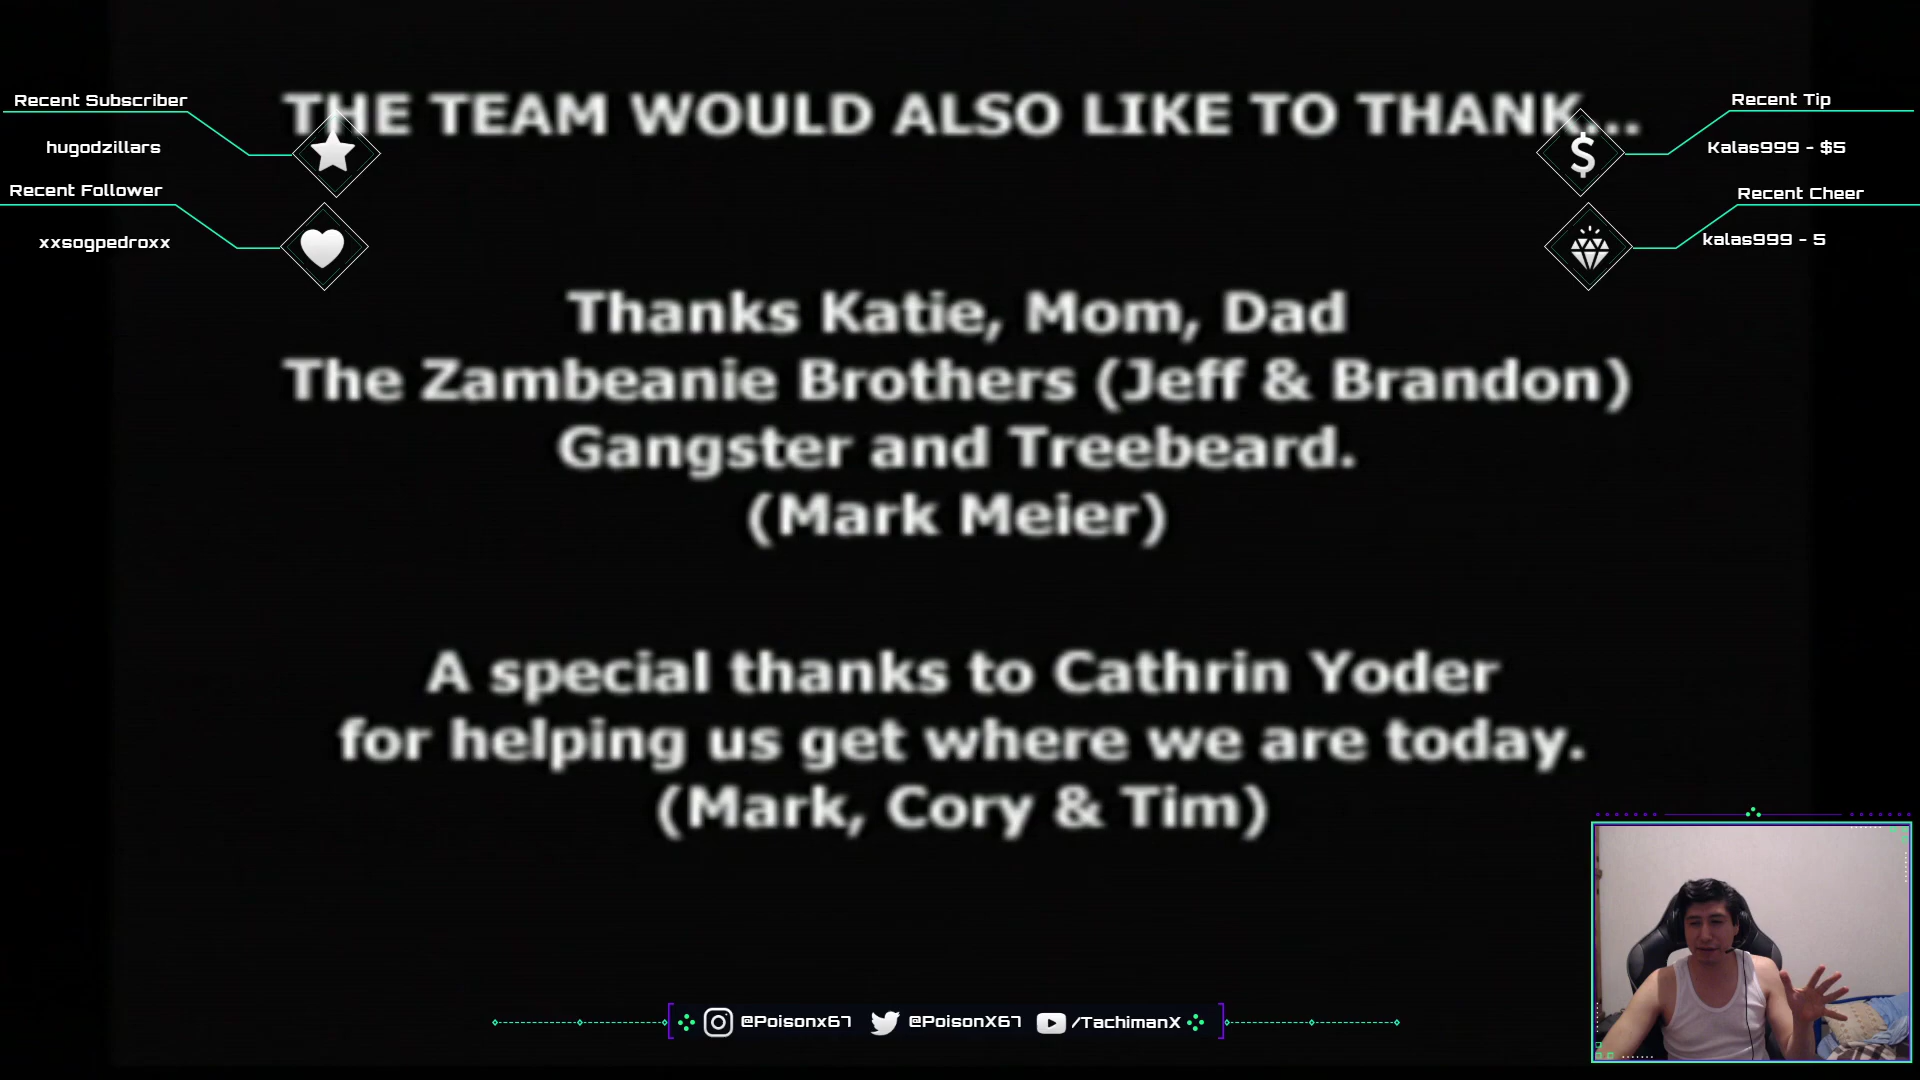 THE TEAM WOULD ALSO LIKE TO THANK...
Recent Subscriber
hugodzillars
Recent Follower
xxsogpedroxx
Recent Tip
Kalas999 - $5
Recent Cheer
kalas999 - 5
Thanks Katie, Mom, Dad
The Zambeanie Brothers (Jeff & Brandon)
Gangster and Treebeard.
(Mark Meier)
A special thanks to Cathrin Yoder
for helping us get where we are today.
(Mark, Cory & Tim)
@Poisonx67 @PoisonX67 /TachimanX